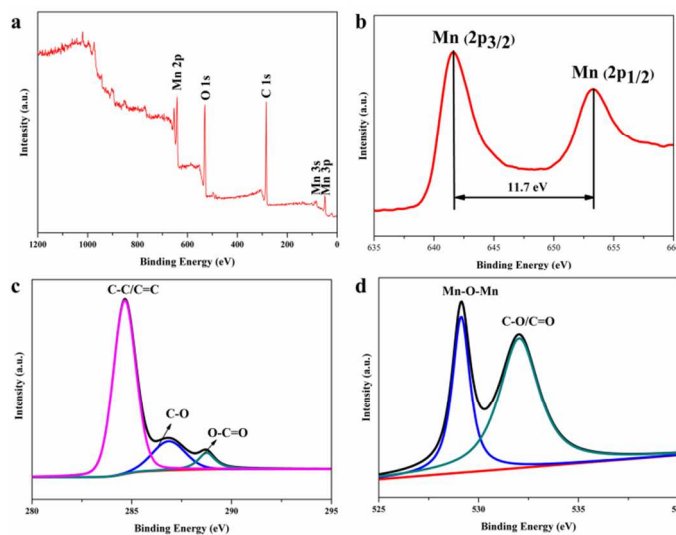 a
Mn 2p
O 1s
C 1s
Mn 3s
Mn 3p
Intensity (a.u.)
1200 1000 800 600 400 200 0
Binding Energy (eV)
b
Mn (2p3/2)
Mn (2p1/2)
11.7 eV
Intensity (a.u.)
635 640 645 650 655 660
Binding Energy (eV)
c
C-C/C=C
C-O
O-C=O
Intensity (a.u.)
280 285 290 295
Binding Energy (eV)
d
Mn-O-Mn
C-O/C=O
Intensity (a.u.)
525 530 535
Binding Energy (eV)